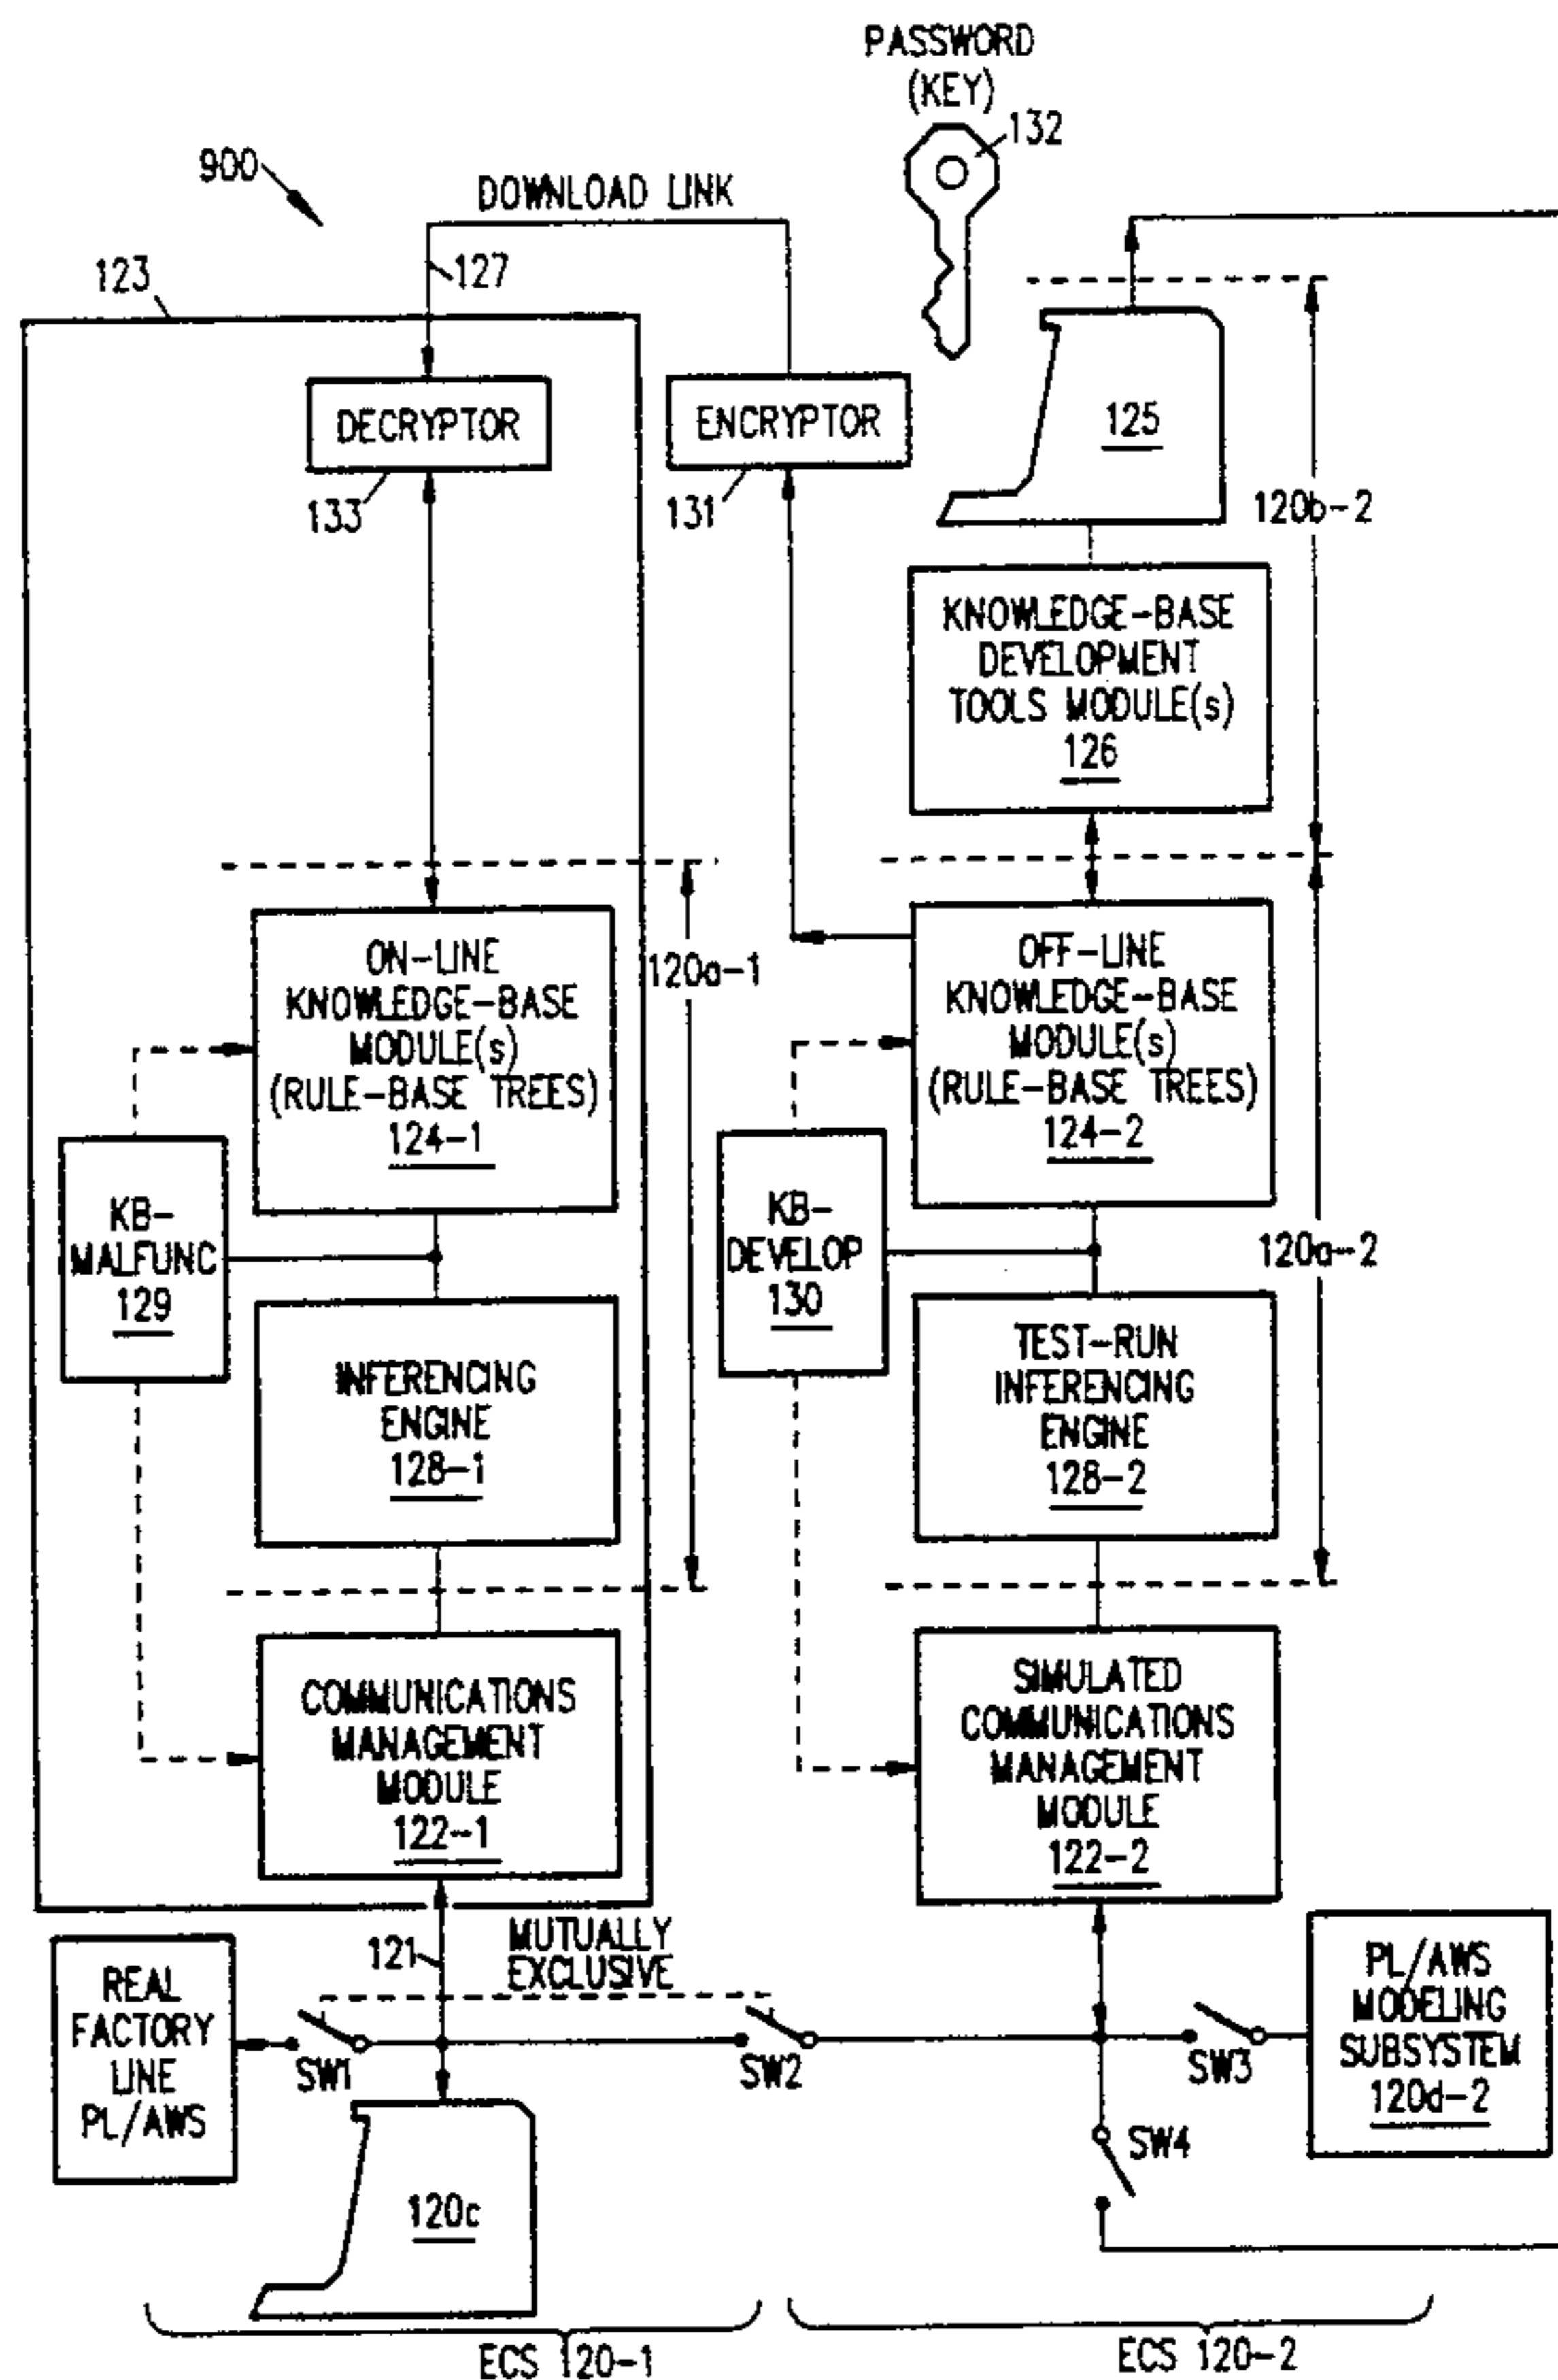 PASSWORD
(KEY)
132
900
DOWNLOAD LINK
127
123
DECRYPTOR
133
ENCRYPTOR
131
125
120b-2
KNOWLEDGE-BASE
DEVELOPMENT
TOOLS MODULE(s)
126
ON-LINE
KNOWLEDGE-BASE
MODULE(s)
(RULE-BASE TREES)
124-1
120a-1
OFF-LINE
KNOWLEDGE-BASE
MODULE(s)
(RULE-BASE TREES)
124-2
120a-2
KB-
MALFUNC
129
KB-
DEVELOP
130
INFERENCING
ENGINE
128-1
TEST-RUN
INFERENCING
ENGINE
128-2
COMMUNICATIONS
MANAGEMENT
MODULE
122-1
SIMULATED
COMMUNICATIONS
MANAGEMENT
MODULE
122-2
121
MUTUALLY
EXCLUSIVE
REAL
FACTORY
LINE
PL/AWS
SW1
SW2
SW3
SW4
PL/AWS
MODELING
SUBSYSTEM
120d-2
120c
ECS 120-1
ECS 120-2